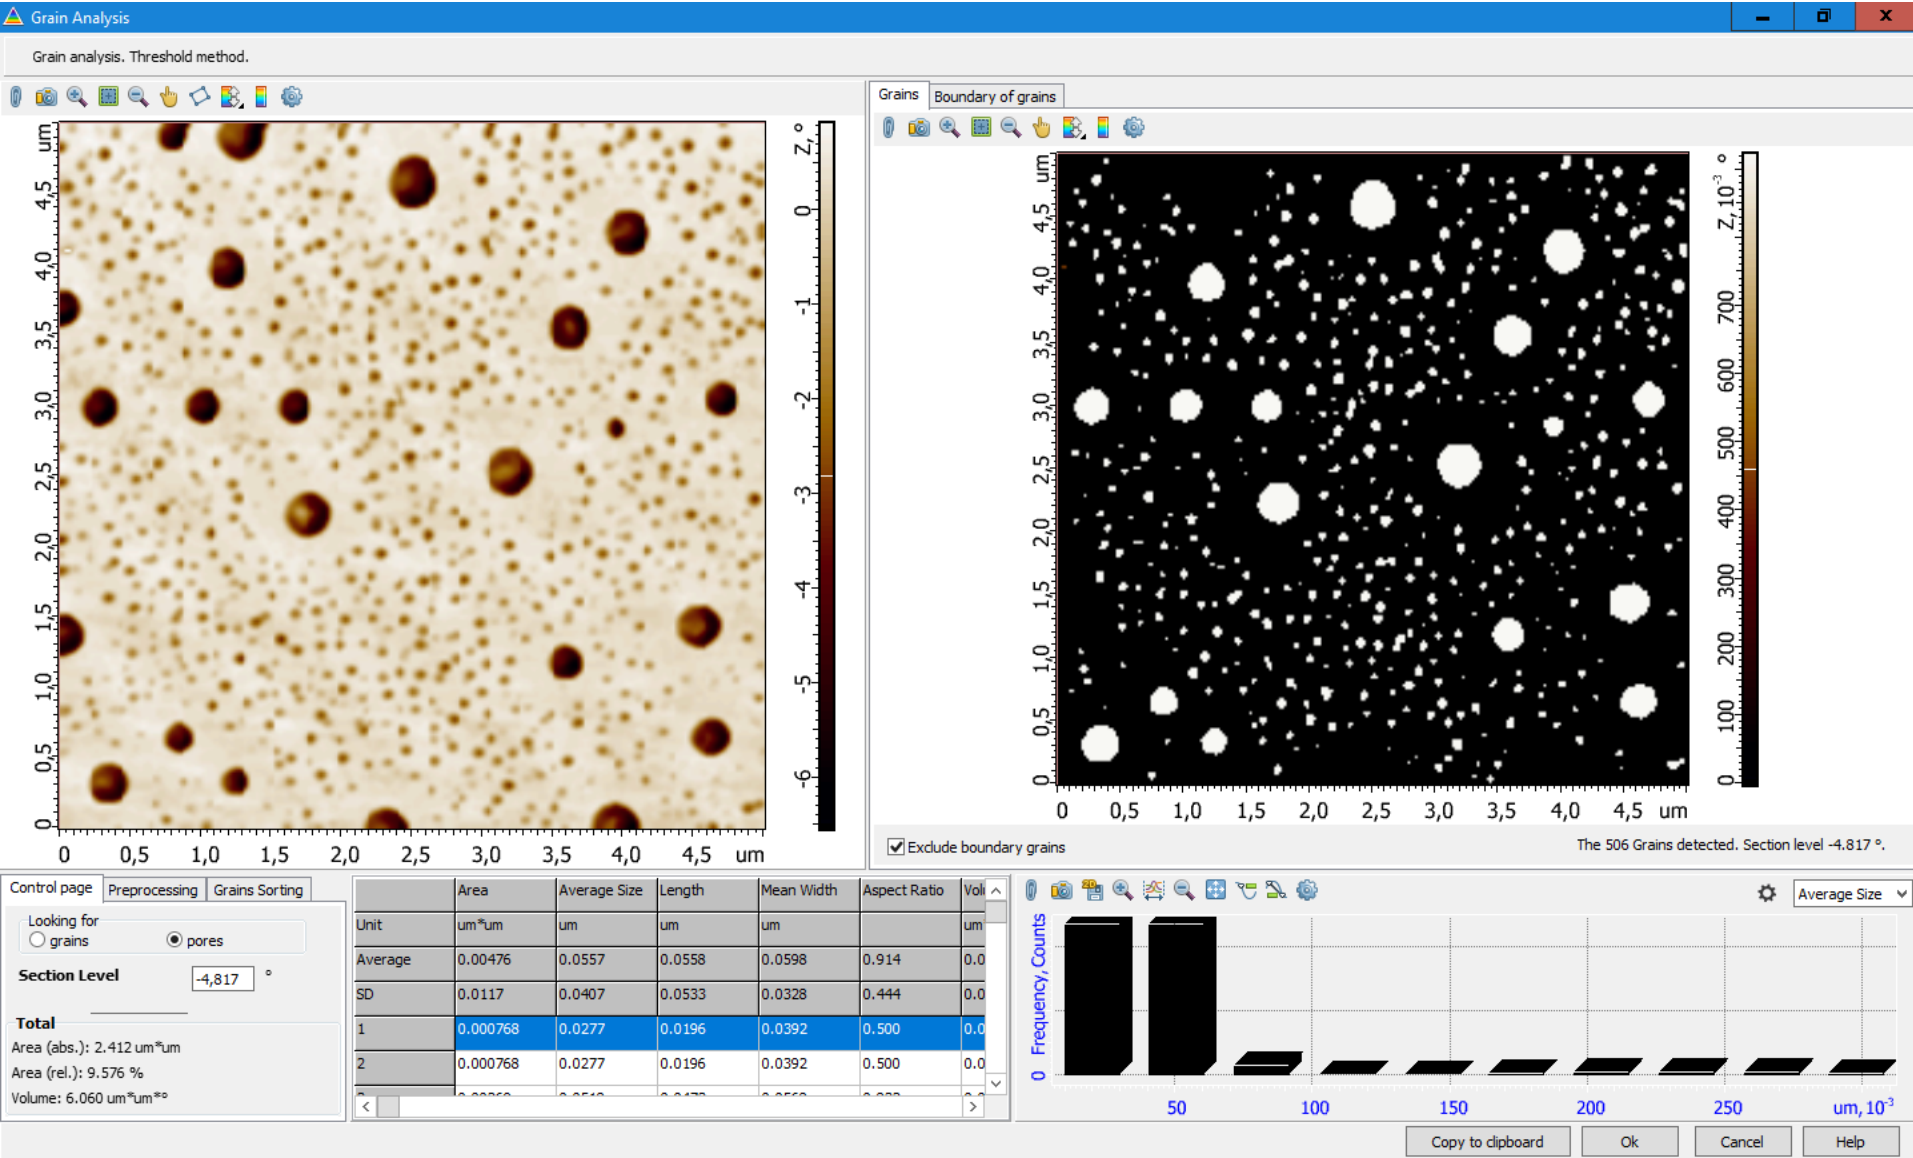 Grain Analysis
Grain analysis. Threshold method.
um
4,5
4,0
3,5
3,0
2,5
2,0
1,5
1,0
0,5
0
0 0,5 1,0 1,5 2,0 2,5 3,0 3,5 4,0 4,5 um
Z, °
0
-1
-2
-3
-4
-5
-6
Grains Boundary of grains
um
4,5
4,0
3,5
3,0
2,5
2,0
1,5
1,0
0,5
0
0 0,5 1,0 1,5 2,0 2,5 3,0 3,5 4,0 4,5 um
Z,10⁻³ °
700
600
500
400
300
200
100
0
Exclude boundary grains
The 506 Grains detected. Section level -4.817 °.
Control page Preprocessing Grains Sorting
Looking for
grains pores
Section Level -4,817 °
Total
Area (abs.): 2.412 um*um
Area (rel.): 9.576 %
Volume: 6.060 um*um*°
Area Average Size Length Mean Width Aspect Ratio
Unit um*um um um um um
Average 0.00476 0.0557 0.0558 0.0598 0.914 0.0
SD 0.0117 0.0407 0.0533 0.0328 0.444 0.0
1 0.000768 0.0277 0.0196 0.0392 0.500 0.0
2 0.000768 0.0277 0.0196 0.0392 0.500 0.0
Average Size
Frequency, Counts
0
50 100 150 200 250 um,10⁻³
Copy to clipboard Ok Cancel Help